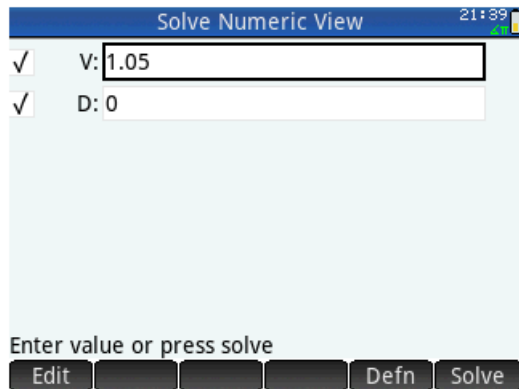 Solve Numeric View 21:39
∡π
√ V: 1.05
√ D: 0
Enter value or press solve
Edit Defn Solve